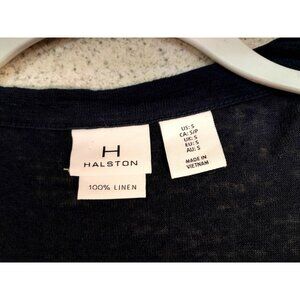 H
HALSTON
100% LINEN
US: S
CA: S/P
UK: S
EU: S
AU: S
MADE IN
VIETNAM